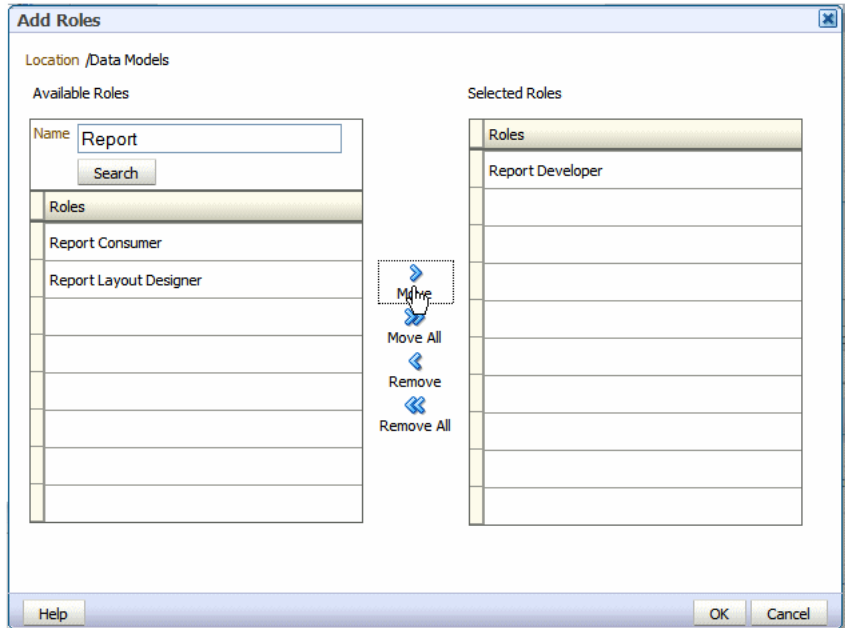 Add Roles
Location /Data Models
Available Roles
Selected Roles
Name Report
Search
Roles
Report Consumer
Report Layout Designer
Move
Move All
Remove
Remove All
Roles
Report Developer
Help
OK
Cancel